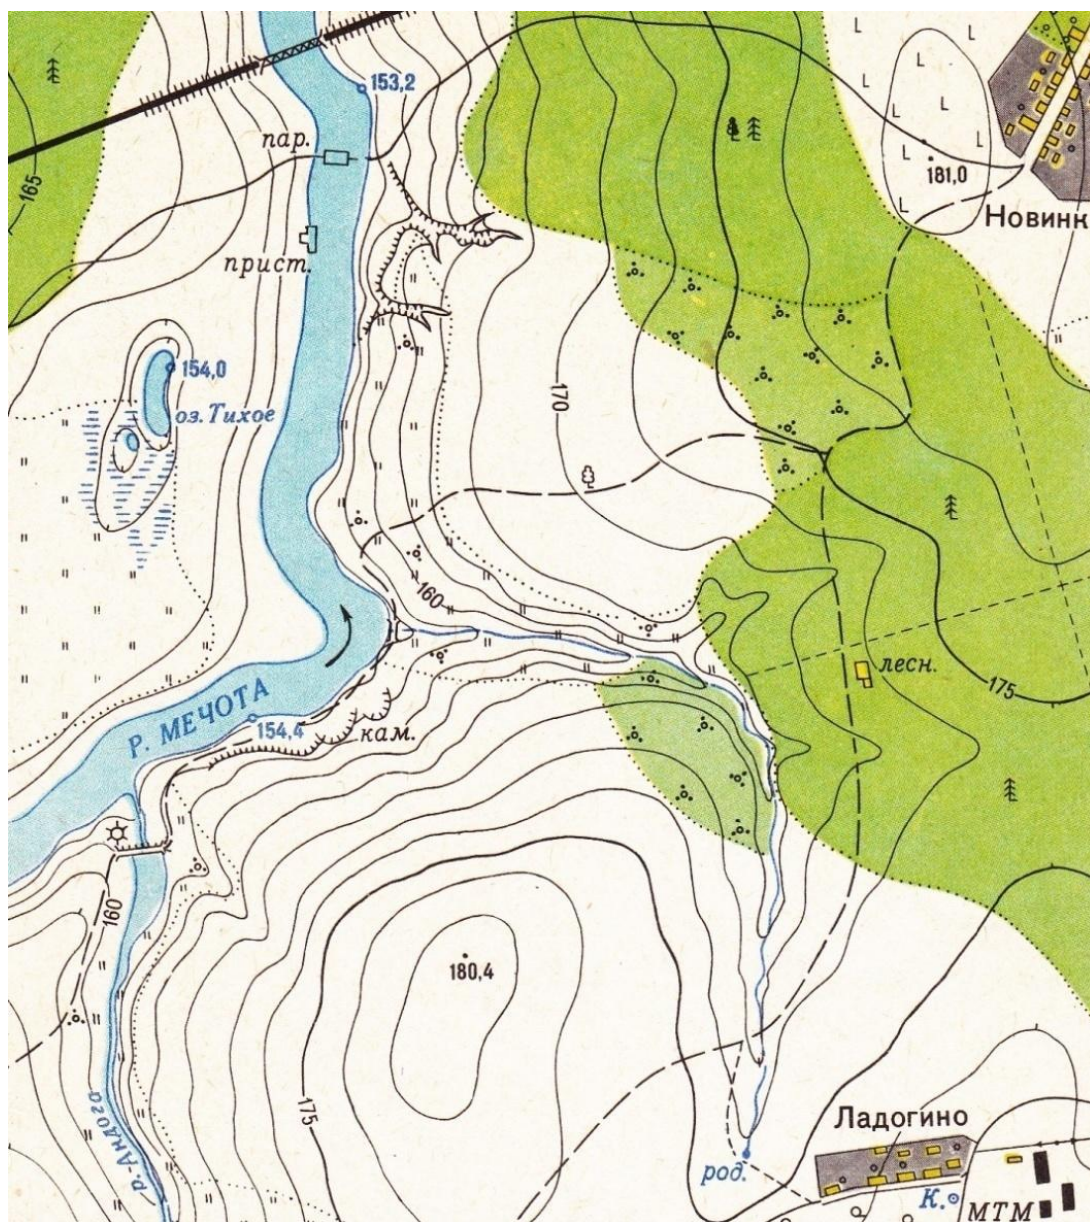 153,2
пар.
165
181,0
Новинк
прист.
154,0
оз. Тихое
170
160
лесн.
Р. МЕЧОТА
154,4
кам.
175
160
180,4
175
р. Андога
Ладогино
род.
К.
МТМ